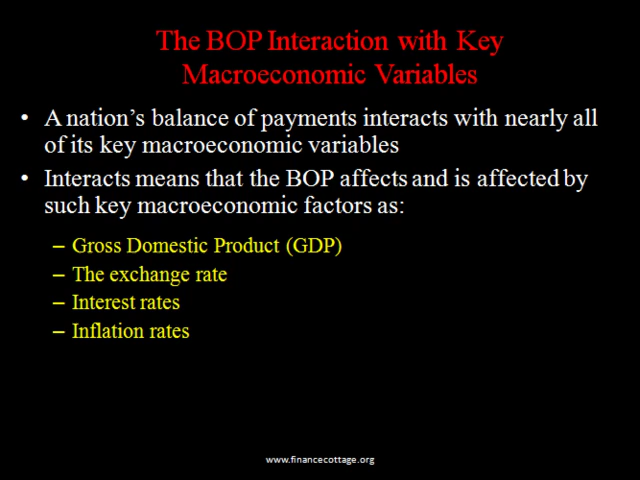 The BOP Interaction with Key
Macroeconomic Variables
• A nation’s balance of payments interacts with nearly all
of its key macroeconomic variables
• Interacts means that the BOP affects and is affected by
such key macroeconomic factors as:
– Gross Domestic Product (GDP)
– The exchange rate
– Interest rates
– Inflation rates
www.financecottage.org